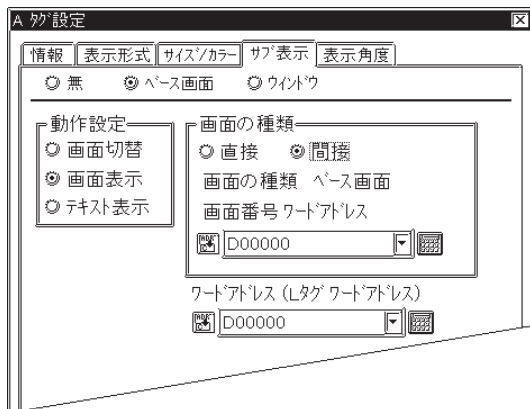 A ﾀｸﾞ設定
情報 表示形式 ｻｲｽﾞ/ｶﾗｰ ｻﾌﾞ表示 表示角度
無 ﾍﾞｰｽ画面 ｳｨﾝﾄﾞｳ
動作設定
画面切替
画面表示
ﾃｷｽﾄ表示
画面の種類
直接 間接
画面の種類 ﾍﾞｰｽ画面
画面番号 ﾜｰﾄﾞｱﾄﾞﾚｽ
D00000
ﾜｰﾄﾞｱﾄﾞﾚｽ (Lﾀｸﾞ ﾜｰﾄﾞｱﾄﾞﾚｽ)
D00000